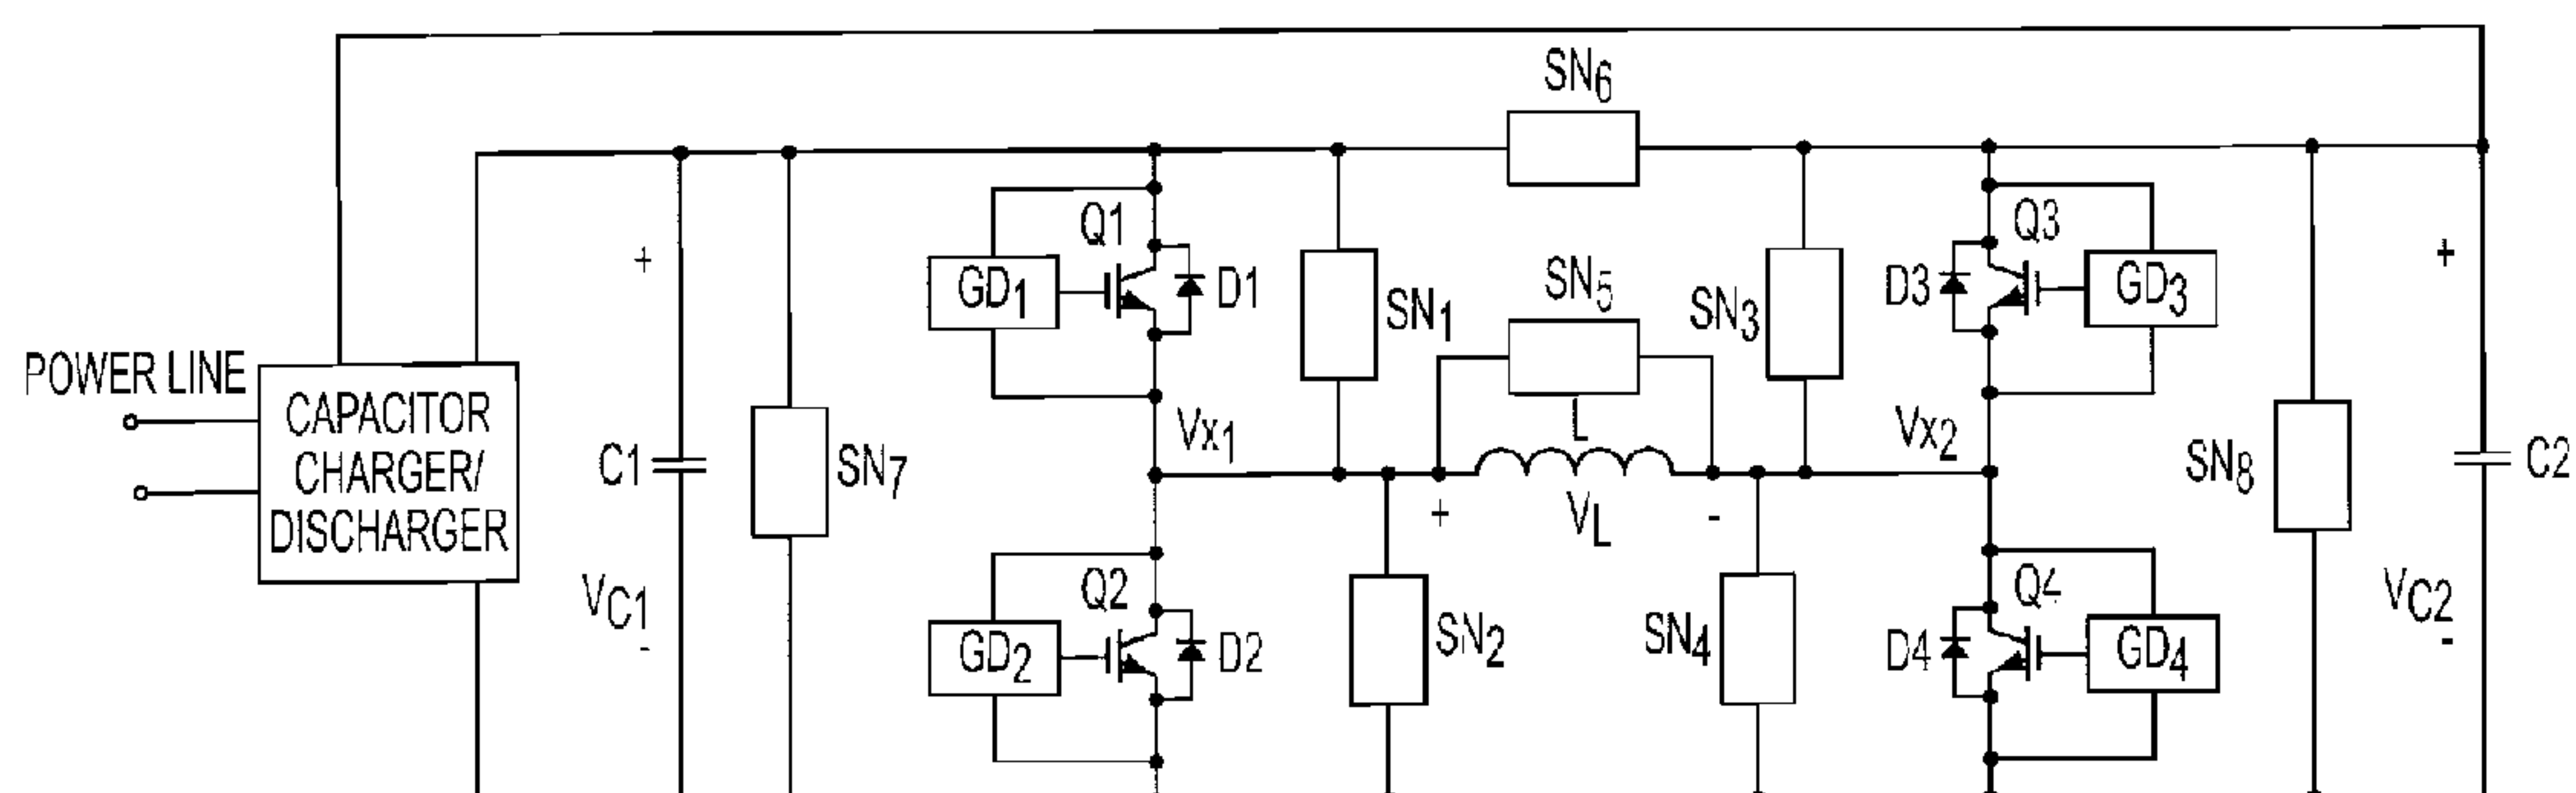 SN6
Q1
GD1
D1
SN1
SN5
SN3
Q3
D3
GD3
+
+
POWER LINE
CAPACITOR
CHARGER/
DISCHARGER
C1
SN7
Vx1
L
Vx2
SN8
C2
+
VL
-
VC1
-
Q2
GD2
D2
SN2
SN4
Q4
D4
GD4
VC2
-